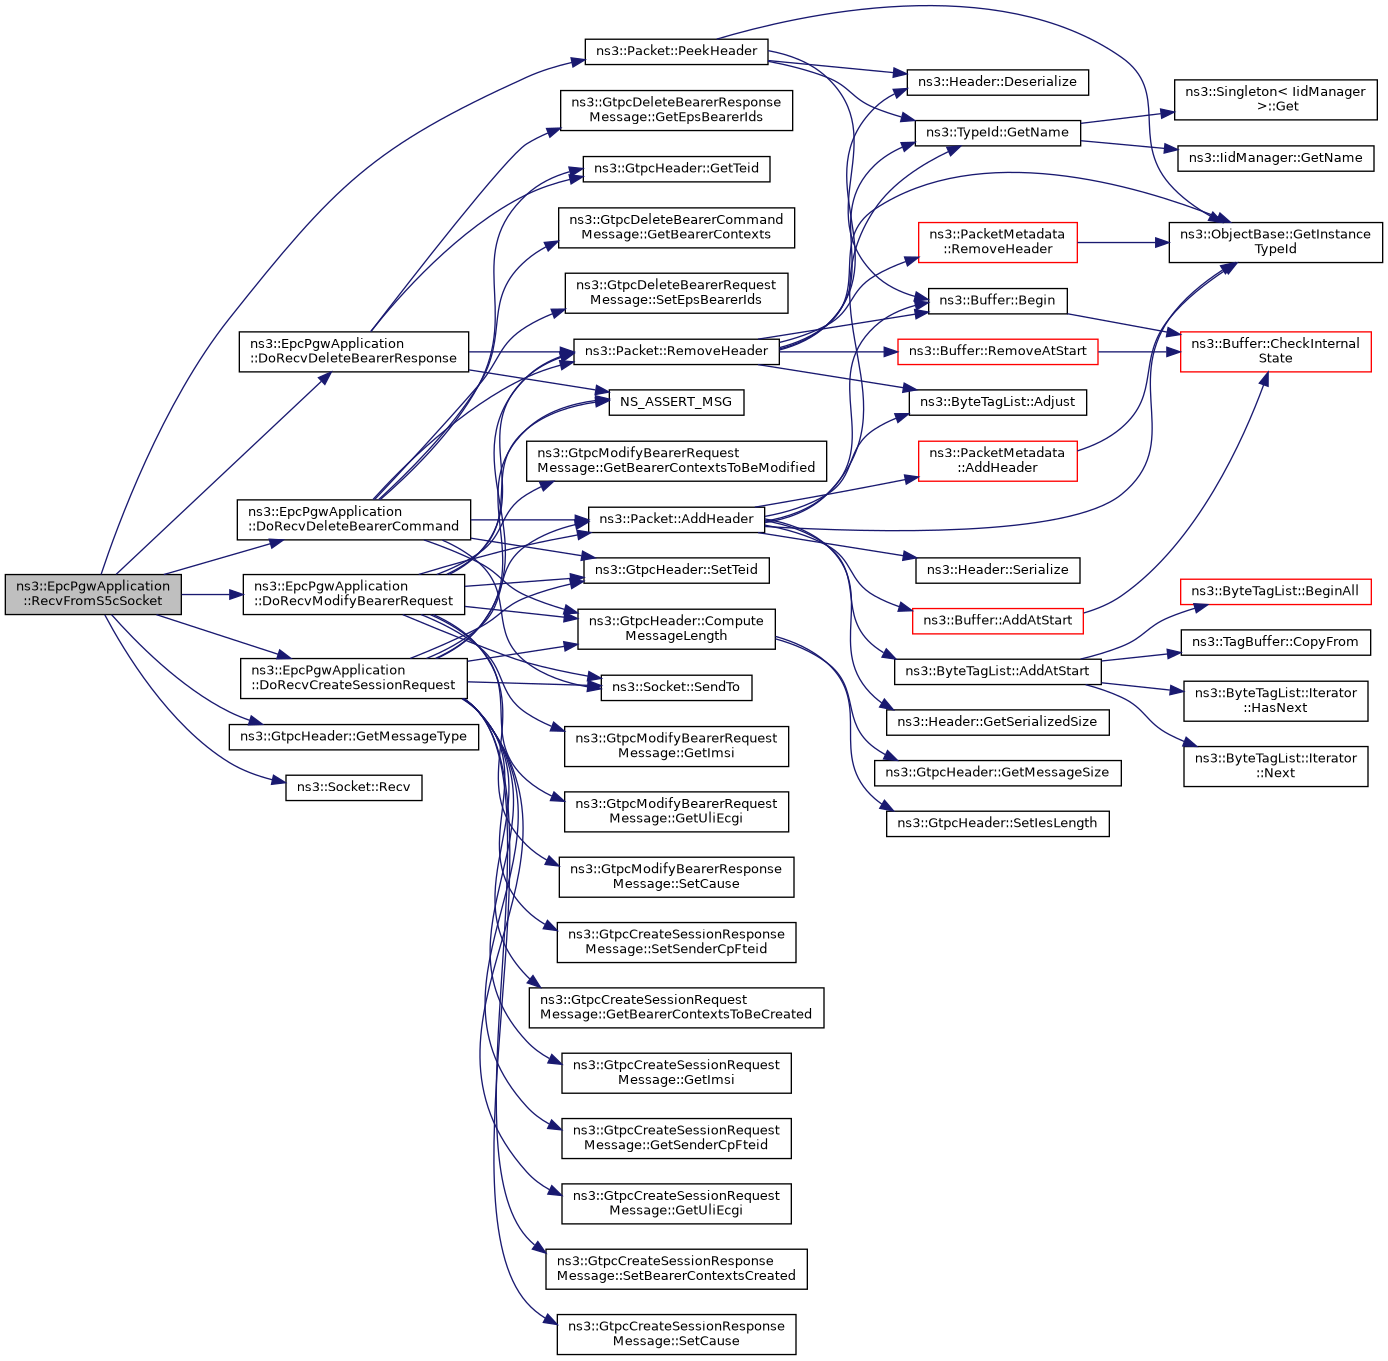 ns3::EpcPgwApplication
::RecvFromS5cSocket
ns3::EpcPgwApplication
::DoRecvDeleteBearerResponse
ns3::EpcPgwApplication
::DoRecvDeleteBearerCommand
ns3::EpcPgwApplication
::DoRecvModifyBearerRequest
ns3::EpcPgwApplication
::DoRecvCreateSessionRequest
ns3::GtpcHeader::GetMessageType
ns3::Socket::Recv
ns3::Packet::PeekHeader
ns3::GtpcDeleteBearerResponse
Message::GetEpsBearerIds
ns3::GtpcHeader::GetTeid
ns3::GtpcDeleteBearerCommand
Message::GetBearerContexts
ns3::GtpcDeleteBearerRequest
Message::SetEpsBearerIds
ns3::Packet::RemoveHeader
NS_ASSERT_MSG
ns3::GtpcModifyBearerRequest
Message::GetBearerContextsToBeModified
ns3::Packet::AddHeader
ns3::GtpcHeader::SetTeid
ns3::GtpcHeader::Compute
MessageLength
ns3::Socket::SendTo
ns3::GtpcModifyBearerRequest
Message::GetImsi
ns3::GtpcModifyBearerRequest
Message::GetUliEcgi
ns3::GtpcModifyBearerResponse
Message::SetCause
ns3::GtpcCreateSessionResponse
Message::SetSenderCpFteid
ns3::GtpcCreateSessionRequest
Message::GetBearerContextsToBeCreated
ns3::GtpcCreateSessionRequest
Message::GetImsi
ns3::GtpcCreateSessionRequest
Message::GetSenderCpFteid
ns3::GtpcCreateSessionRequest
Message::GetUliEcgi
ns3::GtpcCreateSessionResponse
Message::SetBearerContextsCreated
ns3::GtpcCreateSessionResponse
Message::SetCause
ns3::Header::Deserialize
ns3::TypeId::GetName
ns3::PacketMetadata
::RemoveHeader
ns3::Buffer::Begin
ns3::Buffer::RemoveAtStart
ns3::ByteTagList::Adjust
ns3::PacketMetadata
::AddHeader
ns3::Header::Serialize
ns3::Buffer::AddAtStart
ns3::ByteTagList::AddAtStart
ns3::Header::GetSerializedSize
ns3::GtpcHeader::GetMessageSize
ns3::GtpcHeader::SetIesLength
ns3::Singleton< IidManager
>::Get
ns3::IidManager::GetName
ns3::ObjectBase::GetInstance
TypeId
ns3::Buffer::CheckInternal
State
ns3::ByteTagList::BeginAll
ns3::TagBuffer::CopyFrom
ns3::ByteTagList::Iterator
::HasNext
ns3::ByteTagList::Iterator
::Next